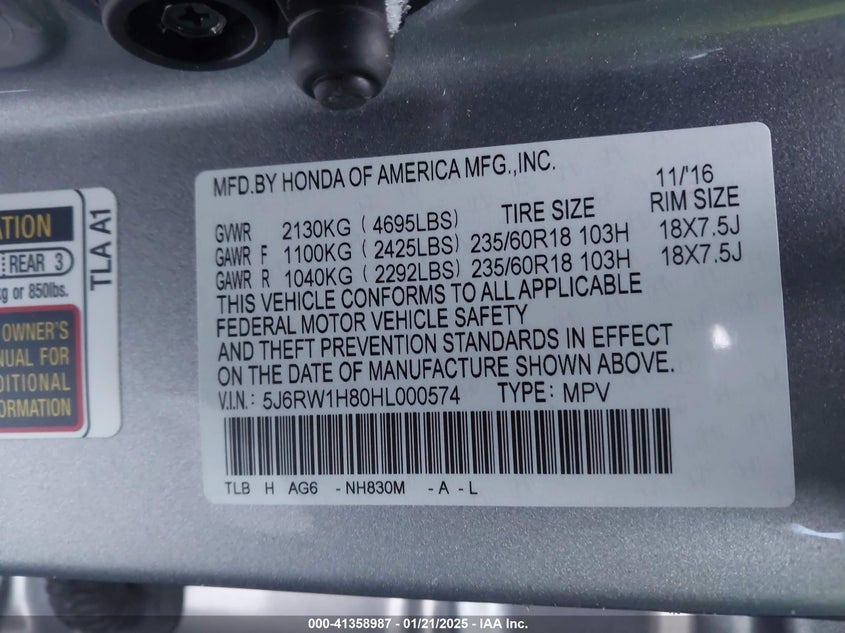 MFD.BY HONDA OF AMERICA MFG.,INC. 11/'16
GVWR 2130KG (4695LBS) TIRE SIZE RIM SIZE
GAWR F 1100KG (2425LBS) 235/60R18 103H 18X7.5J
GAWR R 1040KG (2292LBS) 235/60R18 103H 18X7.5J
THIS VEHICLE CONFORMS TO ALL APPLICABLE
FEDERAL MOTOR VEHICLE SAFETY
AND THEFT PREVENTION STANDARDS IN EFFECT
ON THE DATE OF MANUFACTURE SHOWN ABOVE.
V.I.N.: 5J6RW1H80HL000574 TYPE: MPV
TLB H AG6 -NH830M -A -L
ATION
REAR 3
kg or 850lbs.
TLA A1
OWNER'S
NUAL FOR
DITIONAL
FORMATION
000-41358987 — 01/21/2025 — IAA Inc.